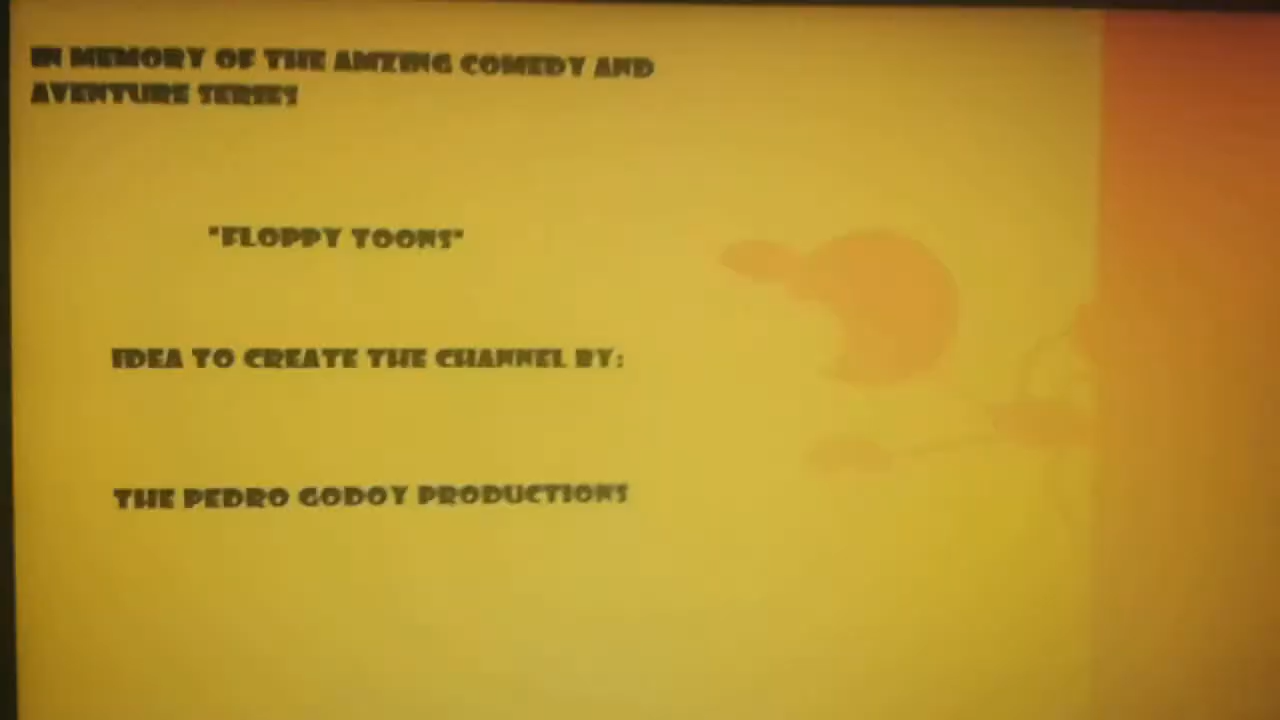 IN MEMORY OF THE AMZING COMEDY AND
AVENTURE SERIES
"FLOPPY TOONS"
IDEA TO CREATE THE CHANNEL BY:
THE PEDRO GODOY PRODUCTIONS